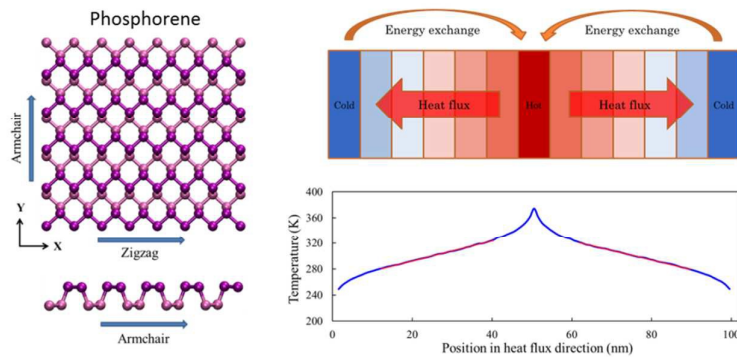 Phosphorene
Armchair
Y
X
Zigzag
Armchair
Energy exchange
Energy exchange
Cold
Heat flux
Hot
Heat flux
Cold
Temperature (K)
400
360
320
280
240
200
0
20
40
60
80
100
Position in heat flux direction (nm)